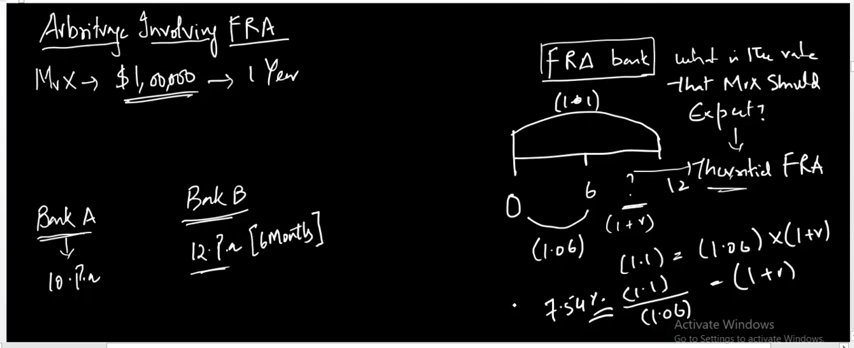 Arbitrage Involving FRA
Mr X → $1,00,000 → 1 Year
Bank A
10.%.a
Bank B
12.%.a [6 Months]
FRA bank
What is the rate
that Mr X Should
Expect?
Theoretical FRA
(1.1)
0
6
?
12
(1.06)
(1+r)
(1.1) = (1.06) × (1+r)
7.54%. (1.1) / (1.06) = (1+r)
Activate Windows
Go to Settings to activate Windows.